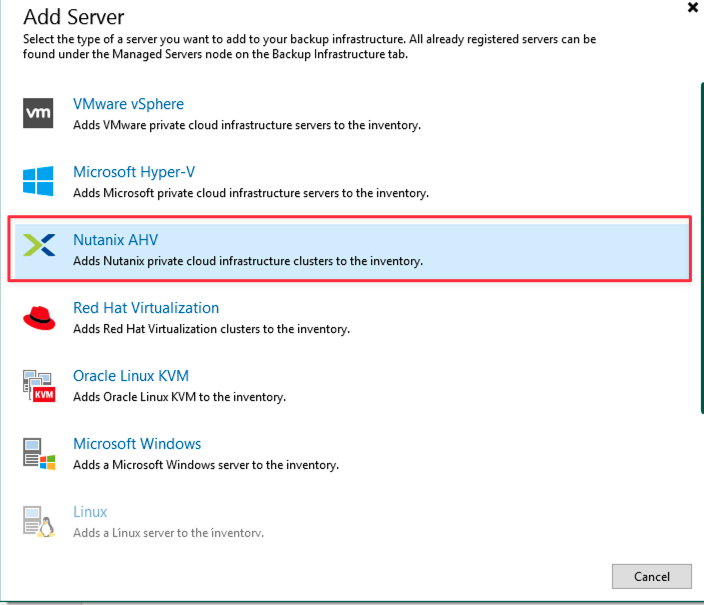 Add Server
Select the type of a server you want to add to your backup infrastructure. All already registered servers can be
found under the Managed Servers node on the Backup Infrastructure tab.
vm
VMware vSphere
Adds VMware private cloud infrastructure servers to the inventory.
Microsoft Hyper-V
Adds Microsoft private cloud infrastructure servers to the inventory.
Nutanix AHV
Adds Nutanix private cloud infrastructure clusters to the inventory.
Red Hat Virtualization
Adds Red Hat Virtualization clusters to the inventory.
KVM
Oracle Linux KVM
Adds Oracle Linux KVM to the inventory.
Microsoft Windows
Adds a Microsoft Windows server to the inventory.
Linux
Adds a Linux server to the inventory.
Cancel